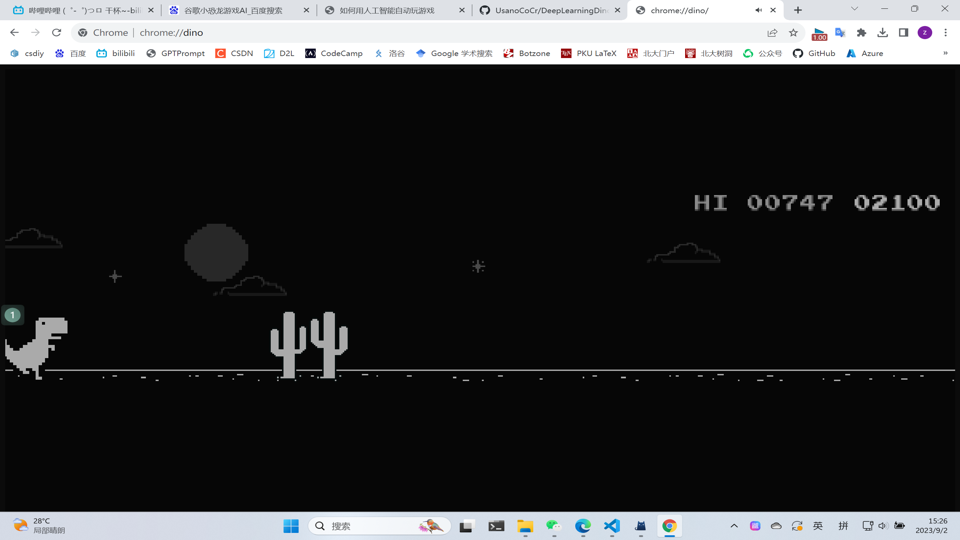 哔哩哔哩 (゜-゜)つロ 干杯~-bili
谷歌小恐龙游戏AI_百度搜索
如何用人工智能自动玩游戏
UsanoCoCr/DeepLearningDin
chrome://dino/
Chrome | chrome://dino
1.00
z
csdiy
百度
bilibili
GPTPrompt
CSDN
D2L
CodeCamp
洛谷
Google 学术搜索
Botzone
PKU LaTeX
北大门户
北大树洞
公众号
GitHub
Azure
»
HI 00747 02100
1
28°C
局部晴朗
搜索
英
拼
15:26
2023/9/2